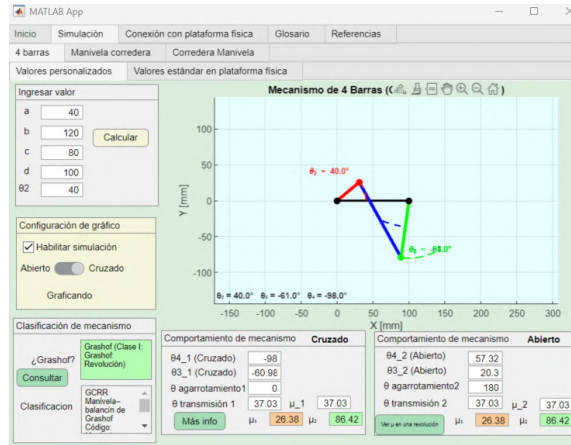 MATLAB App
Inicio Simulación Conexión con plataforma física Glosario Referencias
4 barras Manivela corredera Corredera Manivela
Valores personalizados Valores estándar en plataforma física
Ingresar valor
a 40
b 120
c 80
d 100
θ2 40
Calcular
Configuración de gráfico
Habilitar simulación
Abierto Cruzado
Graficando
Clasificación de mecanismo
¿Grashof?
Grashof (Clase I:
Grashof:
Revolución)
Consultar
Clasificacion
GCRR
Manivela–
balancín de
Grashof
Código:
Mecanismo de 4 Barras (
)
Y [mm]
100
50
0
-50
-100
θ₂ = 40.0°
θ₂ = 40.0° θ₃ = -61.0° θ₄ = -98.0°
-150 -100 -50 0 50 100 150 200 250 300
X [mm]
Comportamiento de mecanismo Cruzado
θ4_1 (Cruzado) -98
θ3_1 (Cruzado) -60.98
θ agarrotamiento1 0
θ transmisión 1 37.03 μ_1 37.03
Más info μ₁ 26.38 μ₂ 86.42
Comportamiento de mecanismo Abierto
θ4_2 (Abierto) 57.32
θ3_2 (Abierto) 20.3
θ agarrotamiento2 180
θ transmisión 2 37.03 μ_2 37.03
Ver μ en una revolución μ₁ 26.38 μ₂ 86.42